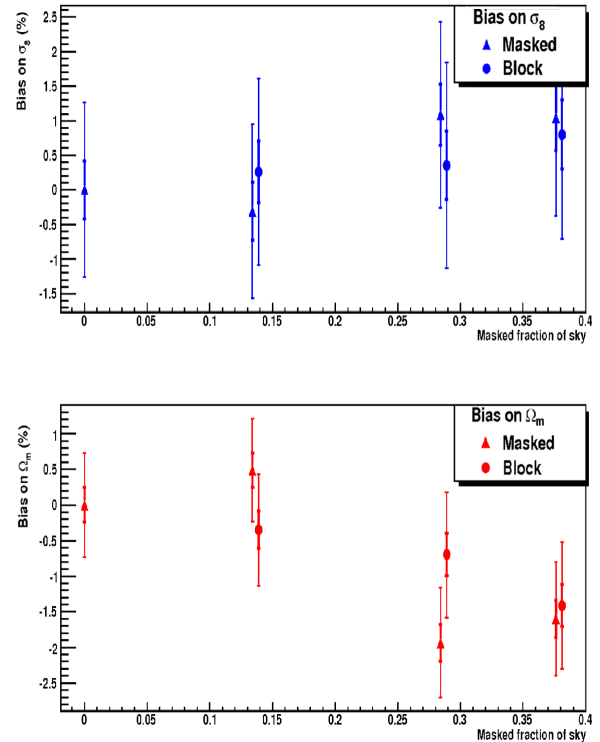 Bias on σ8 (%)
2.5
2
1.5
1
0.5
0
-0.5
-1
-1.5
Bias on σ8
Masked
Block
0 0.05 0.1 0.15 0.2 0.25 0.3 0.35 0.4
Masked fraction of sky
Bias on Ωm (%)
1
0.5
0
-0.5
-1
-1.5
-2
-2.5
Bias on Ωm
Masked
Block
0 0.05 0.1 0.15 0.2 0.25 0.3 0.35 0.4
Masked fraction of sky